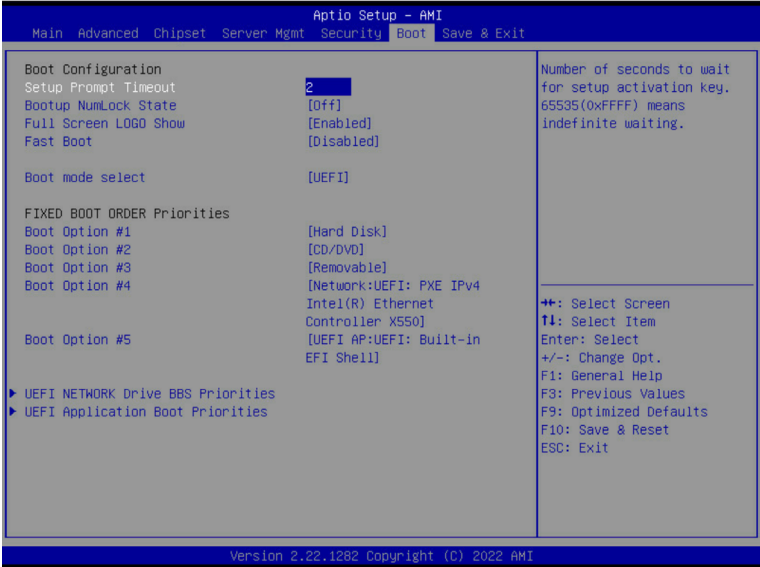 Aptio Setup - AMI
Main Advanced Chipset Server Mgmt Security Boot Save & Exit
Boot Configuration
Setup Prompt Timeout 2
Bootup NumLock State [Off]
Full Screen LOGO Show [Enabled]
Fast Boot [Disabled]
Boot mode select [UEFI]
FIXED BOOT ORDER Priorities
Boot Option #1 [Hard Disk]
Boot Option #2 [CD/DVD]
Boot Option #3 [Removable]
Boot Option #4 [Network:UEFI: PXE IPv4
Intel(R) Ethernet
Controller X550]
Boot Option #5 [UEFI AP:UEFI: Built-in
EFI Shell]
UEFI NETWORK Drive BBS Priorities
UEFI Application Boot Priorities
Number of seconds to wait
for setup activation key.
65535(0xFFFF) means
indefinite waiting.
→←: Select Screen
↑↓: Select Item
Enter: Select
+/-: Change Opt.
F1: General Help
F3: Previous Values
F9: Optimized Defaults
F10: Save & Reset
ESC: Exit
Version 2.22.1282 Copyright (C) 2022 AMI